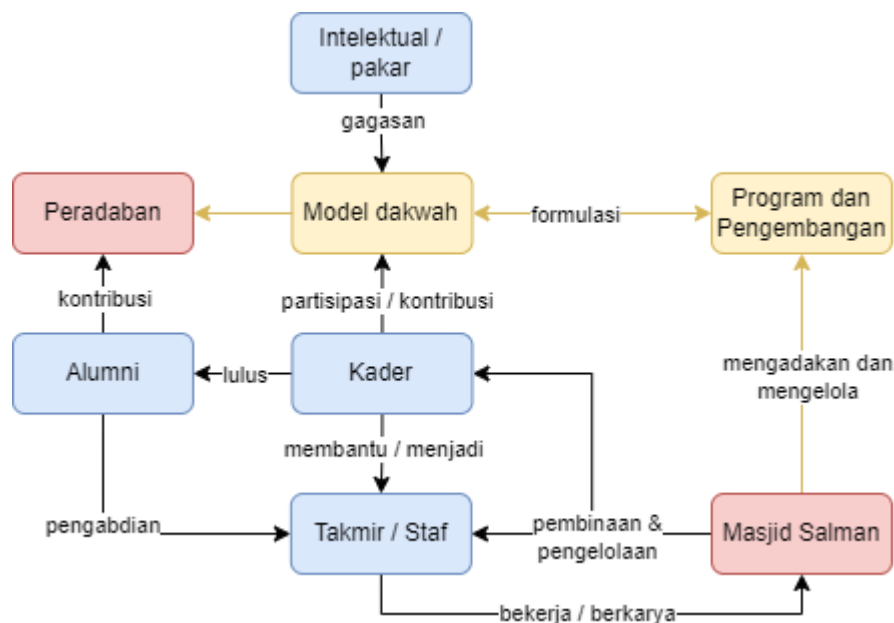 Intelektual /
pakar
gagasan
Peradaban
Model dakwah
formulasi
Program dan
Pengembangan
kontribusi
partisipasi / kontribusi
mengadakan dan
mengelola
Alumni
lulus
Kader
membantu / menjadi
pengabdian
Takmir / Staf
pembinaan &
pengelolaan
Masjid Salman
bekerja / berkarya